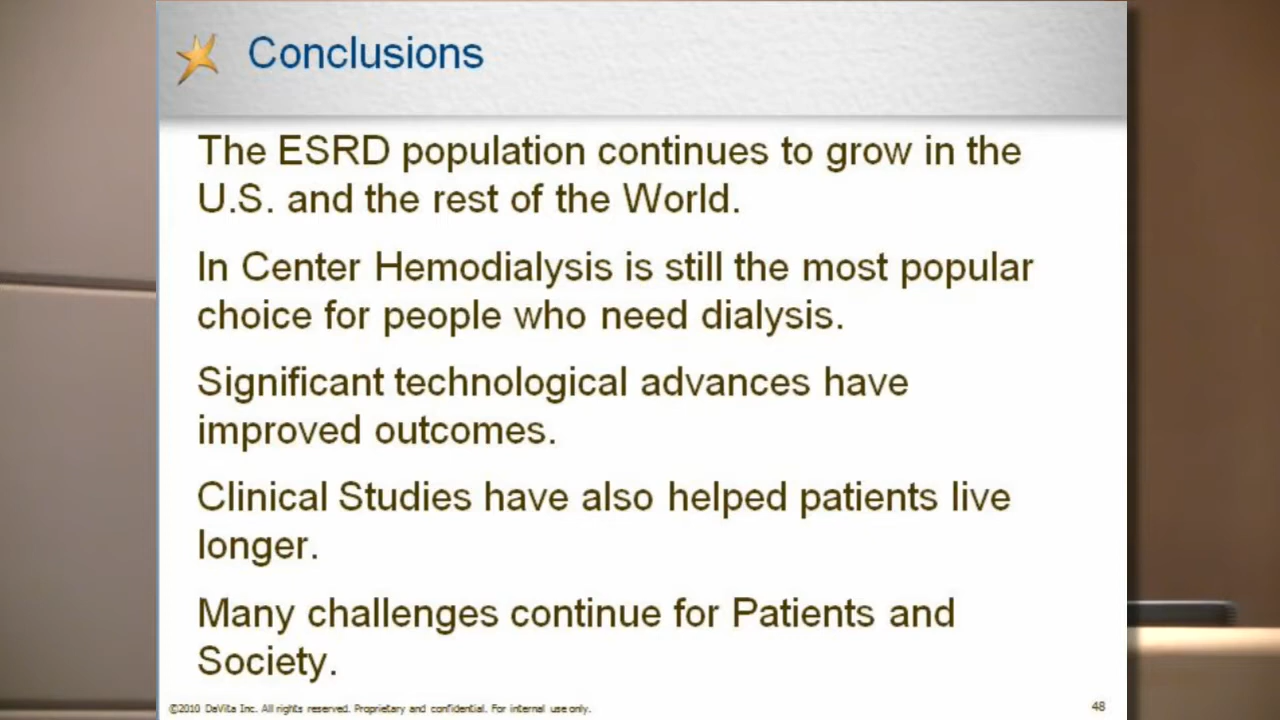 Conclusions
The ESRD population continues to grow in the
U.S. and the rest of the World.
In Center Hemodialysis is still the most popular
choice for people who need dialysis.
Significant technological advances have
improved outcomes.
Clinical Studies have also helped patients live
longer.
Many challenges continue for Patients and
Society.
©2010 DaVita Inc. All rights reserved. Proprietary and confidential. For internal use only.
48